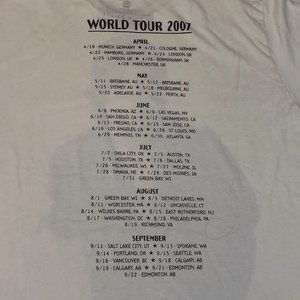 WORLD TOUR 2007
APRIL
4/19 · MUNICH, GERMANY ★ 4/21 · COLOGNE, GERMANY
4/22 · HAMBURG, GERMANY ★ 4/24 · LONDON, UK
4/25 · LONDON, UK ★ 4/26 · BIRMINGHAM, UK
4/28 · MANCHESTER, UK
MAY
5/11 · BRISBANE, AU ★ 5/12 · BRISBANE, AU
5/15 · SYDNEY, AU ★ 5/18 · MELBOURNE, AU
5/20 · ADELAIDE, AU ★ 5/22 · PERTH, AU
JUNE
6/8 · PHOENIX, AZ ★ 6/9 · LAS VEGAS, NV
6/10 · SAN DIEGO, CA ★ 6/12 · SACRAMENTO, CA
6/13 · FRESNO, CA ★ 6/15 · SAN JOSE, CA
6/16 · LOS ANGELES, CA ★ 6/28 · ST LOUIS, MO
6/29 · MEMPHIS, TN ★ 6/30 · ATLANTA, GA
JULY
7/2 · OKLA CITY, OK ★ 7/3 · AUSTIN, TX
7/5 · HOUSTON, TX ★ 7/6 · DALLAS, TX
7/26 · MILWAUKEE, WI ★ 7/27 · MOLINE, IL
7/28 · OMAHA, NE ★ 7/29 · DES MOINES, IA
7/31 · GREEN BAY, WI
AUGUST
8/1 · GREEN BAY, WI ★ 8/3 · DETROIT LAKES, MN
8/11 · WORCESTER, MA ★ 8/12 · UNCASVILLE, CT
8/14 · WILKES BARRE, PA ★ 8/15 · EAST RUTHERFORD, NJ
8/17 · WASHINGTON, DC ★ 8/18 · PHILADELPHIA, PA
8/19 · RICHMOND, VA
SEPTEMBER
9/11 · SALT LAKE CITY, UT ★ 9/13 · SPOKANE, WA
9/14 · PORTLAND, OR ★ 9/15 · SEATTLE, WA
9/16 · VANCOUVER, BC ★ 9/18 · CALGARY, AB
9/19 · CALGARY, AB ★ 9/21 · EDMONTON, AB
9/22 · EDMONTON, AB